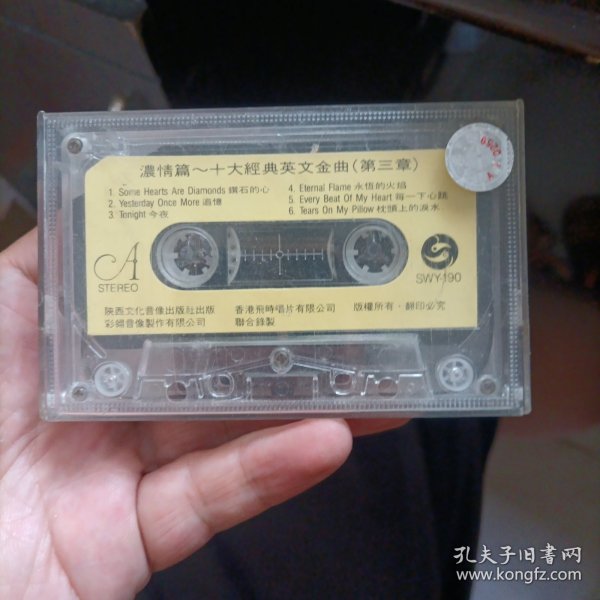 濃情篇～十大經典英文金曲(第三章)
1. Some Hearts Are Diamonds 鑽石的心
2. Yesterday Once More 追憶
3. Tonight 今夜
4. Eternal Flame 永恆的火焰
5. Every Beat Of My Heart 每一下心跳
6. Tears On My Pillow 枕頭上的淚水
A
STEREO
SWY-190
陝西文化音像出版社出版
彩錫音像製作有限公司
香港飛時唱片有限公司
聯合錄製
版權所有·翻印必究
孔夫子旧書网
www.kongfz.com